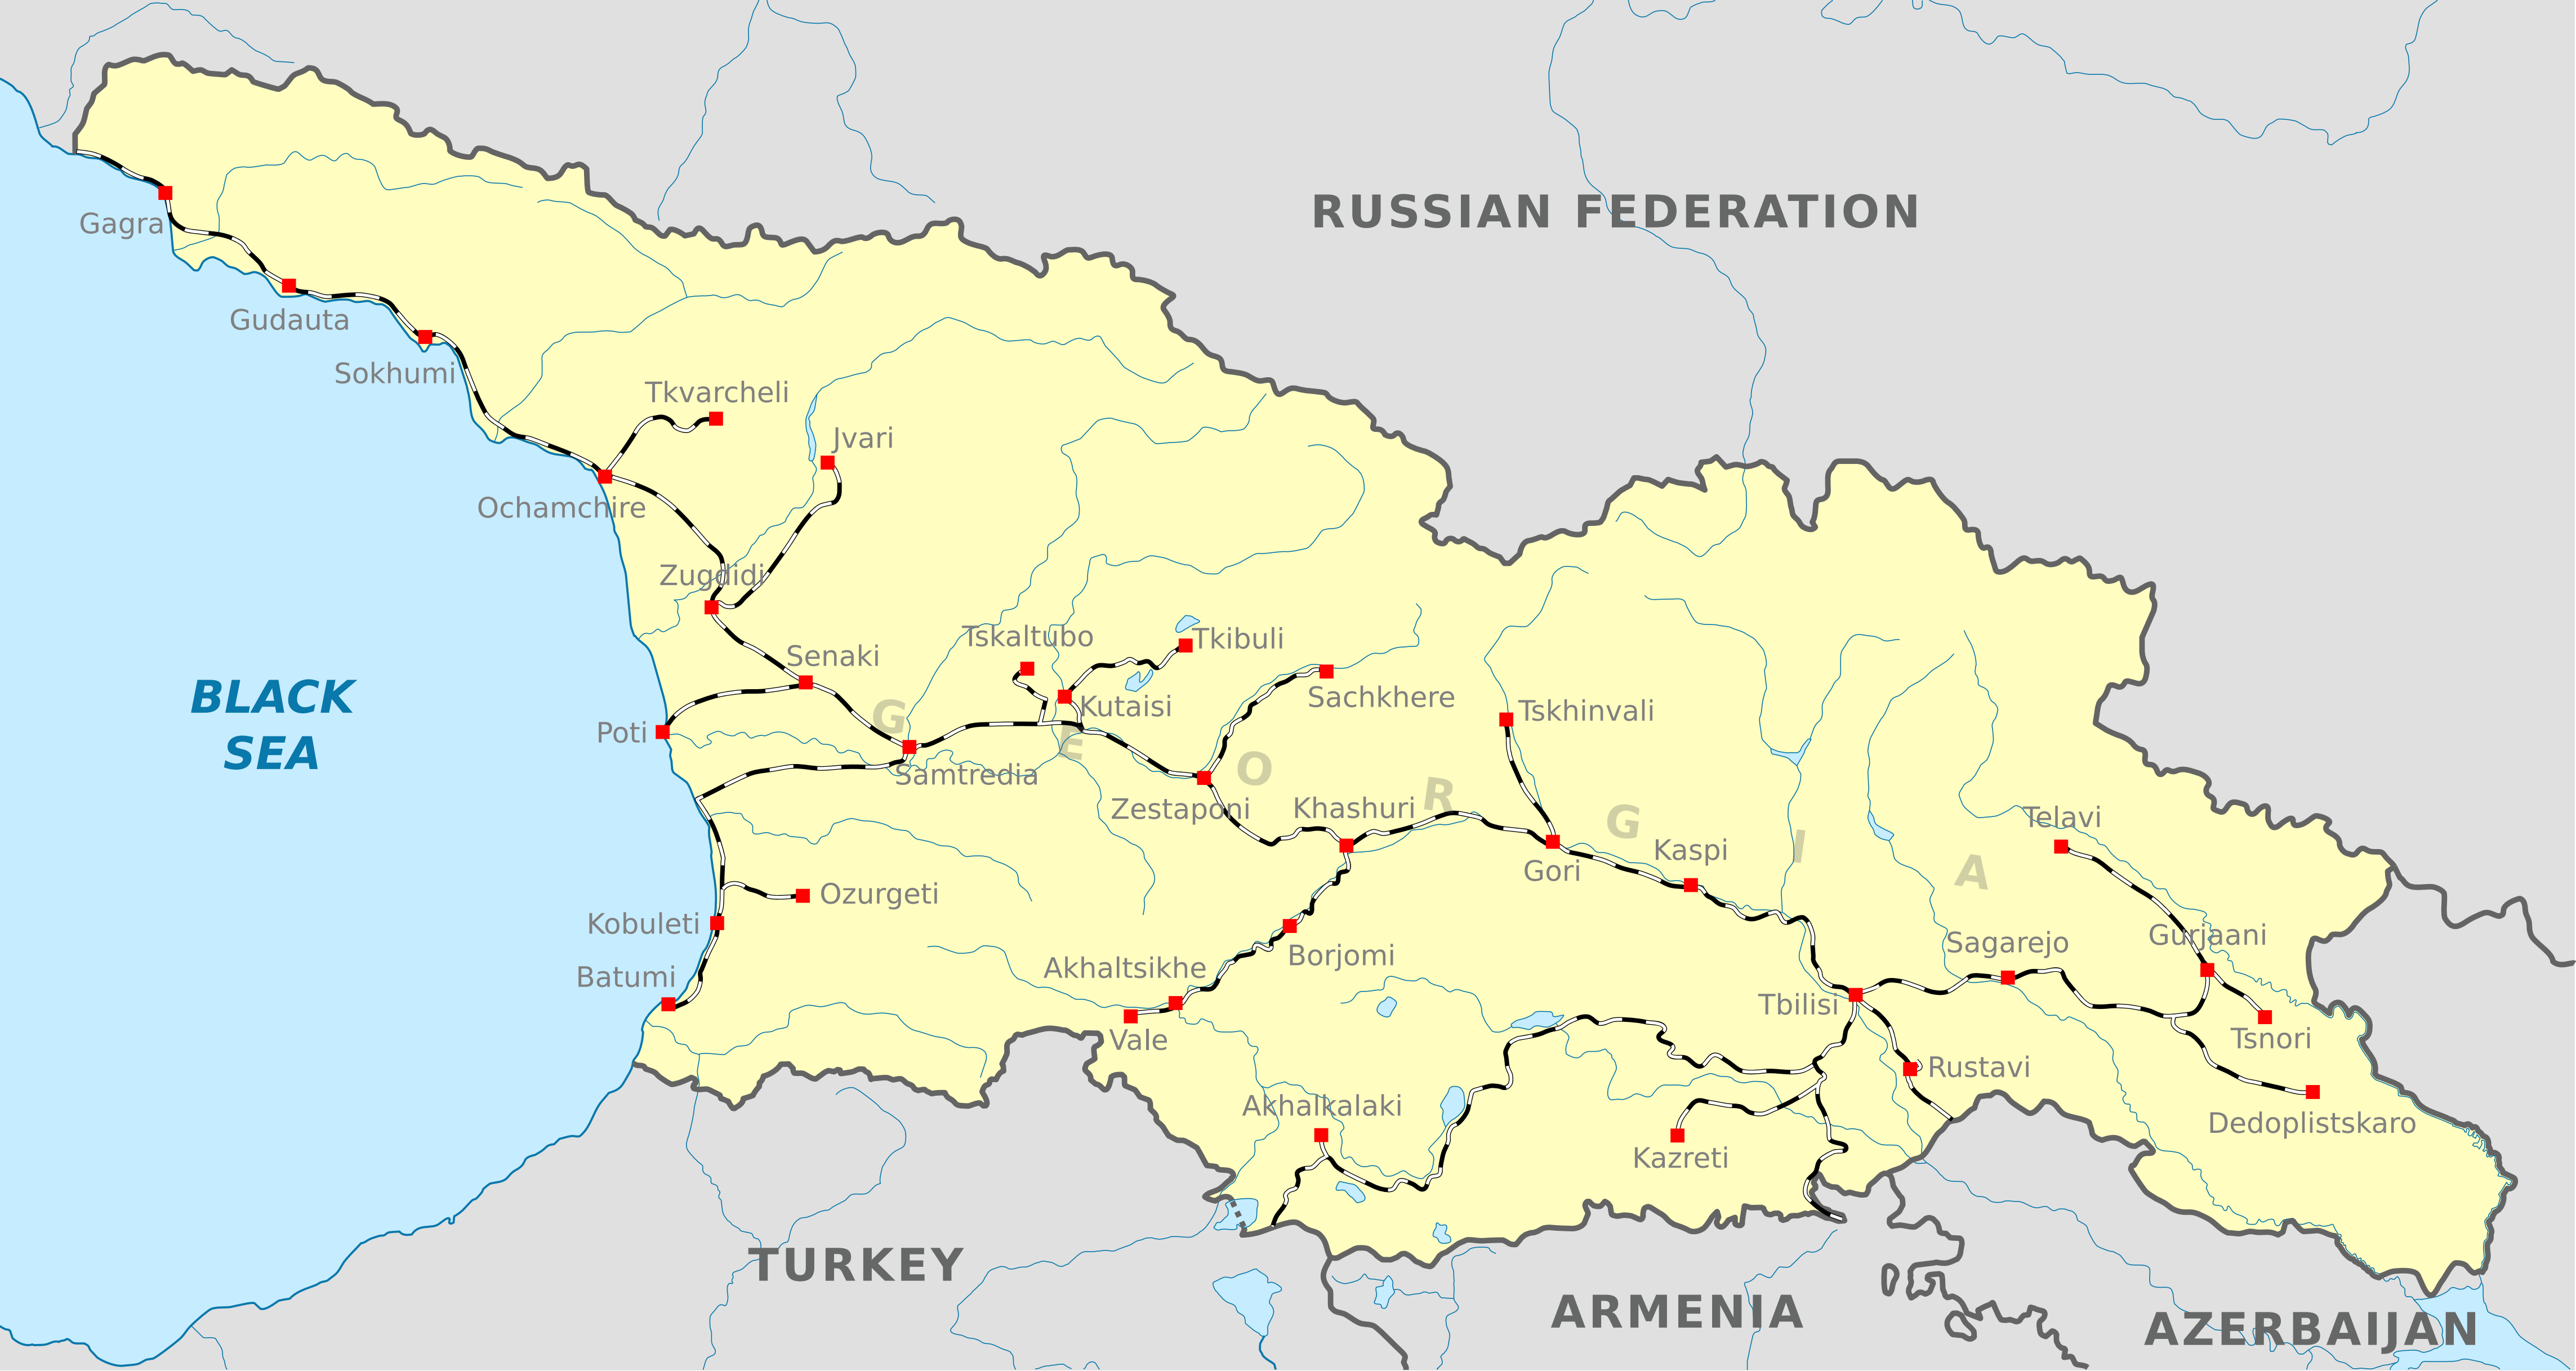 RUSSIAN FEDERATION
Gagra
Gudauta
Sokhumi
Tkvarcheli
Jvari
Ochamchire
Zugdidi
Tskaltubo
Tkibuli
Senaki
Sachkhere
BLACK
SEA
Kutaisi
Tskhinvali
Poti
Samtredia
Zestaponi
Khashuri
G E O R G I A
Gori
Kaspi
Telavi
Ozurgeti
Kobuleti
Gurjaani
Sagarejo
Borjomi
Akhaltsikhe
Batumi
Tbilisi
Vale
Tsnori
Rustavi
Akhalkalaki
Dedoplistskaro
Kazreti
TURKEY
ARMENIA
AZERBAIJAN